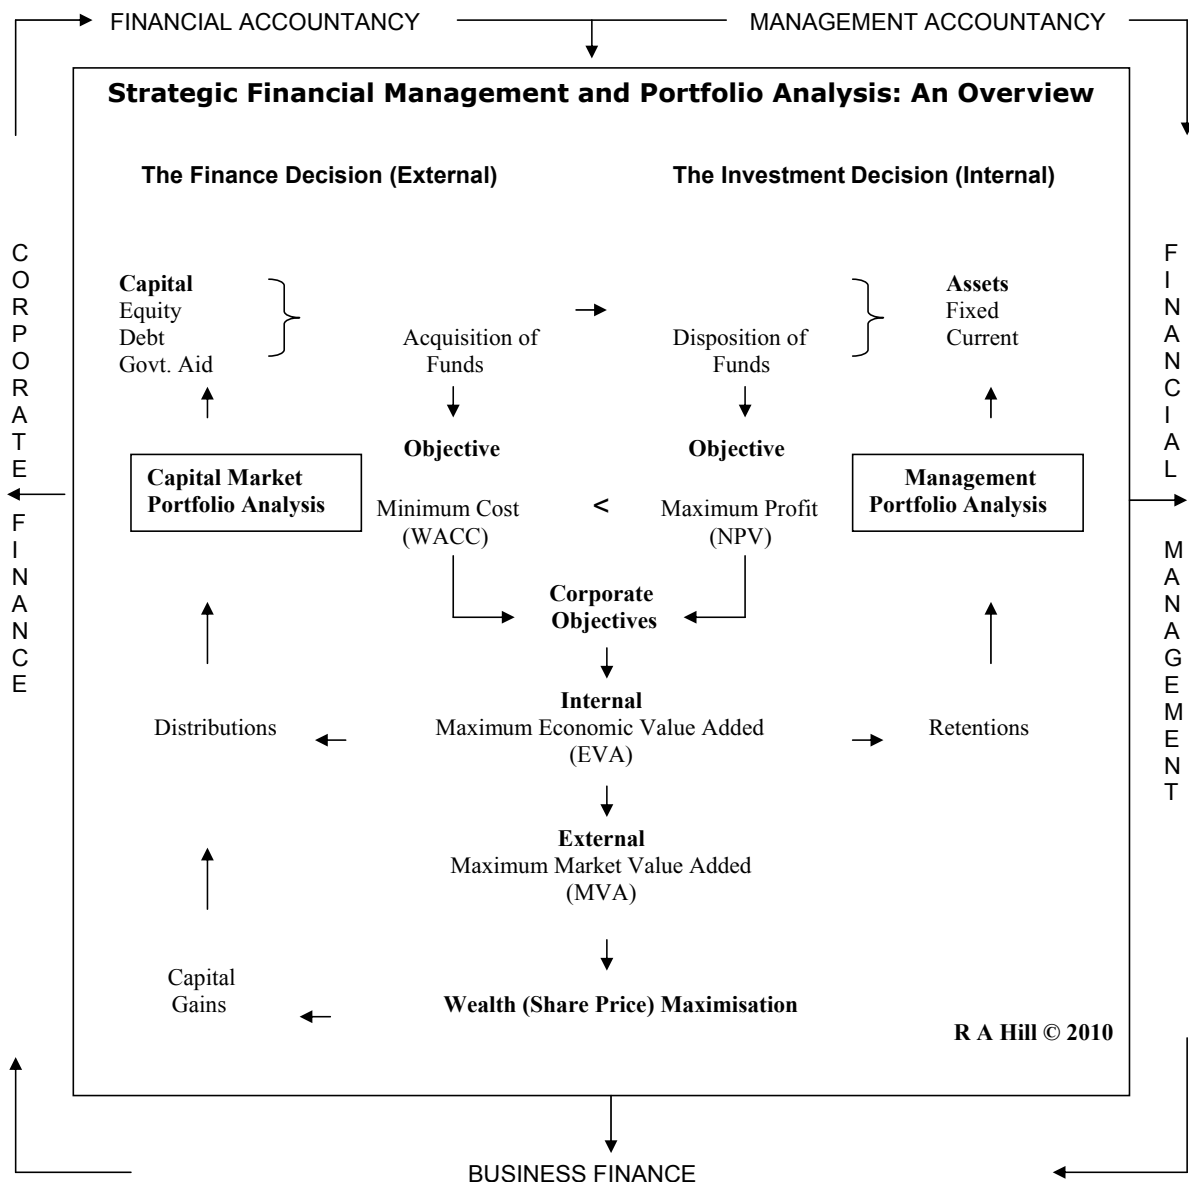 FINANCIAL ACCOUNTANCY
MANAGEMENT ACCOUNTANCY
Strategic Financial Management and Portfolio Analysis: An Overview
The Finance Decision (External)
The Investment Decision (Internal)
CORPORATE FINANCE
FINANCIAL MANAGEMENT
Capital
Equity
Debt
Govt. Aid
Acquisition of
Funds
Disposition of
Funds
Assets
Fixed
Current
Objective
Objective
Capital Market
Portfolio Analysis
Minimum Cost
(WACC)
<
Maximum Profit
(NPV)
Management
Portfolio Analysis
Corporate
Objectives
Internal
Maximum Economic Value Added
(EVA)
Distributions
Retentions
External
Maximum Market Value Added
(MVA)
Capital
Gains
Wealth (Share Price) Maximisation
R A Hill © 2010
BUSINESS FINANCE